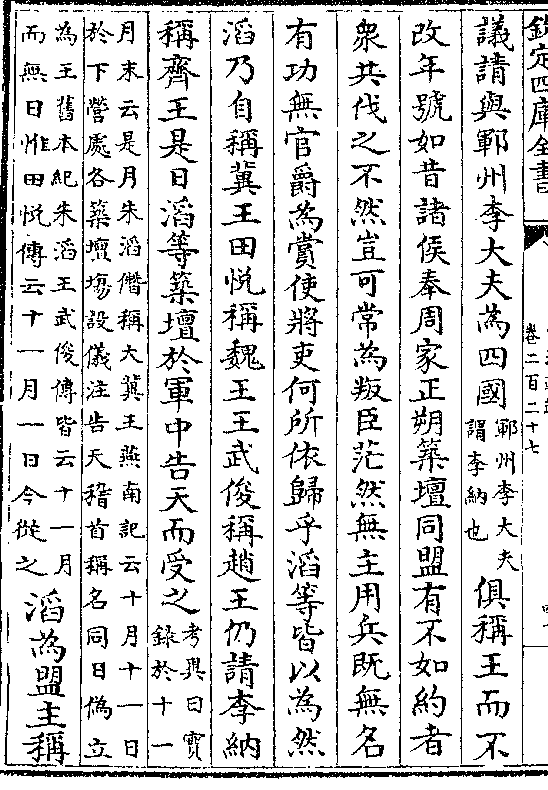 欽定四庫全書
卷二百二十七
議請與鄆州李大夫為四國鄆州李大夫謂李納也俱稱王而不
改年號如昔諸侯奉周家正朔築壇同盟有不如約者
衆共伐之不然豈可常為叛臣茫然無主用兵既無名
有功無官爵為賞使將吏何所依歸乎滔等皆以為然
滔乃自稱冀王田悅稱魏王王武俊稱趙王仍請李納
稱齊王是日滔等築壇於軍中告天而受之考異曰實錄於十一
月末云是月朱滔僭稱大冀王燕南記云十月十一日
於下營處各築壇場設儀注告天稽首稱名同日偽立
為王舊本紀朱滔王武俊傳皆云十一月
而無日惟田悅傳云十一月一日今從之滔為盟主稱